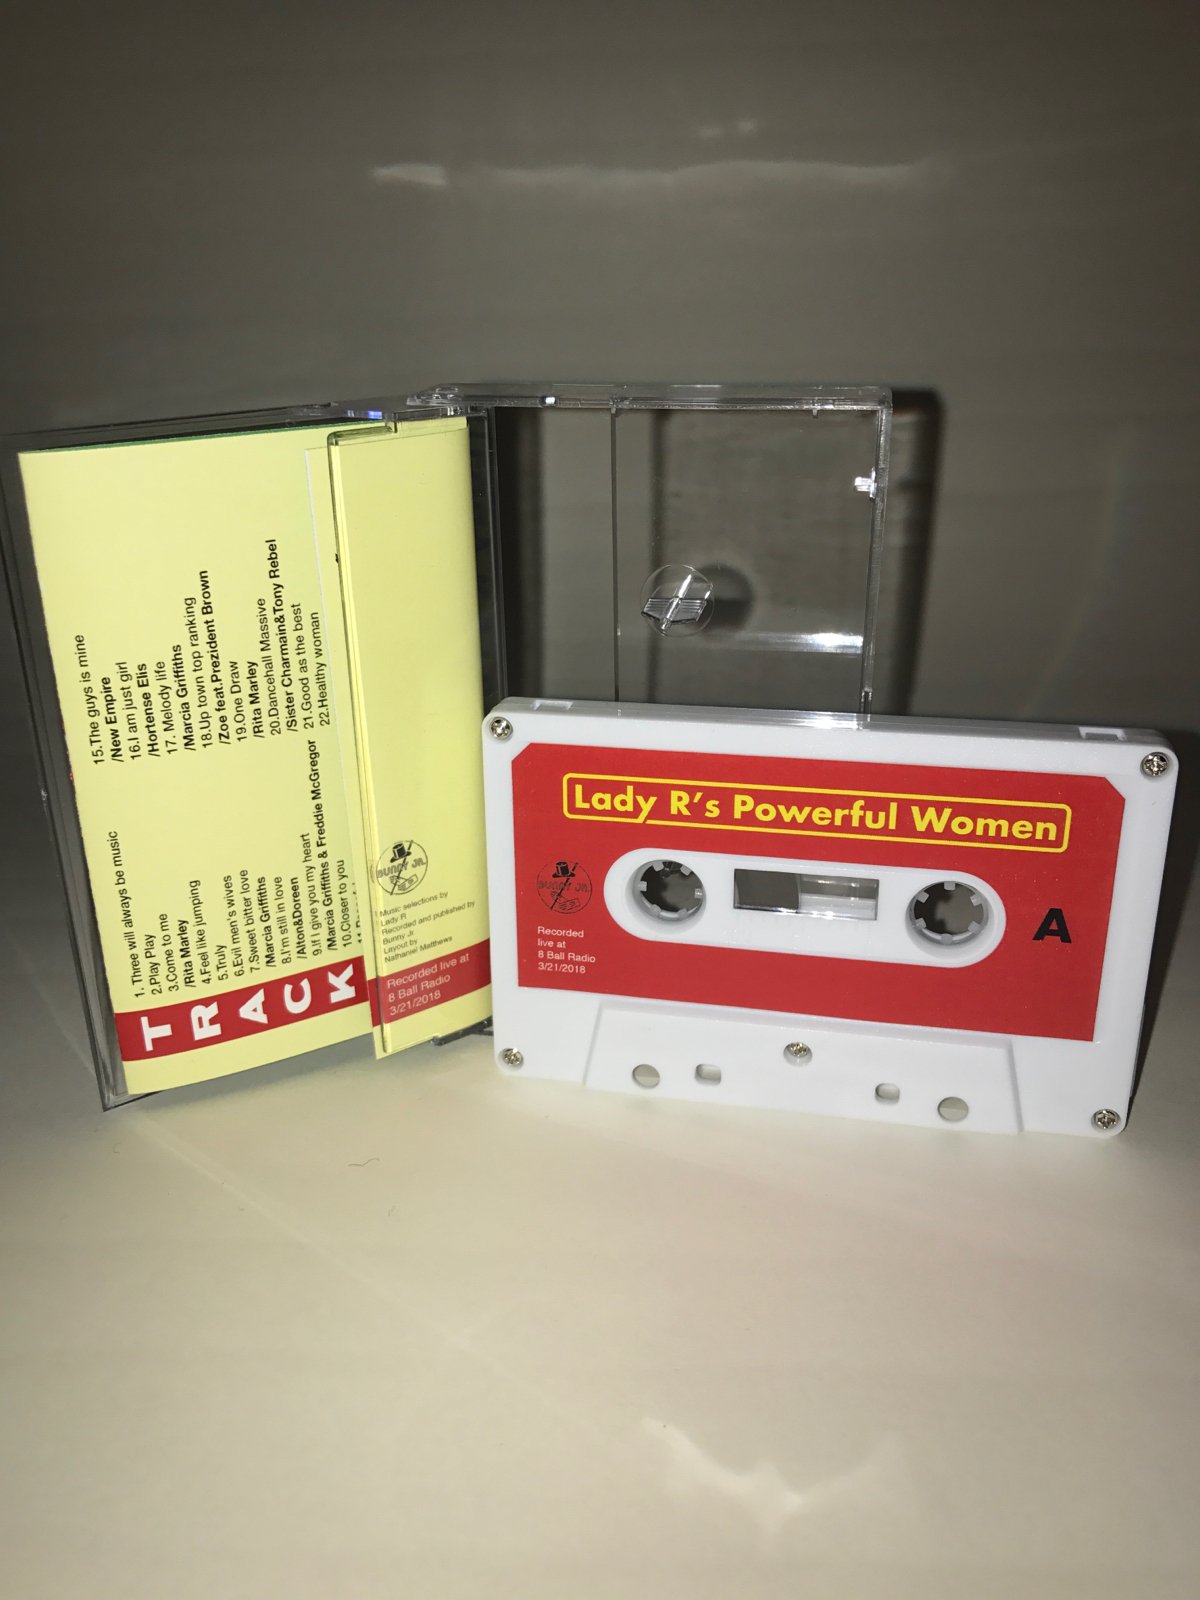 1. Three will always be music
2.Play Play
3.Come to me
/Rita Marley
4.Feel like jumping
5.Truly
6.Evil men's wives
7.Sweet bitter love
/Marcia Griffiths
8.I'm still in love
/Alton&Doreen
9.If I give you my heart
/Marcia Griffiths & Freddie McGregor
10.Closer to you
15.The guys is mine
/New Empire
16.I am just girl
/Hortense Elis
17. Melody life
/Marcia Griffiths
18.Up town top ranking
/Zoe feat.Prezident Brown
19.One Draw
/Rita Marley
20.Dancehall Massive
/Sister Charmain&Tony Rebel
21.Good as the best
22.Healthy woman
TRACK
BUNNY JR.
Music selections by
Lady R
Recorded and published by
Bunny Jr.
Layout by
Nathaniel Matthews
Recorded live at
8 Ball Radio
3/21/2018
Lady R's Powerful Women
BUNNY JR.
Recorded
live at
8 Ball Radio
3/21/2018
A